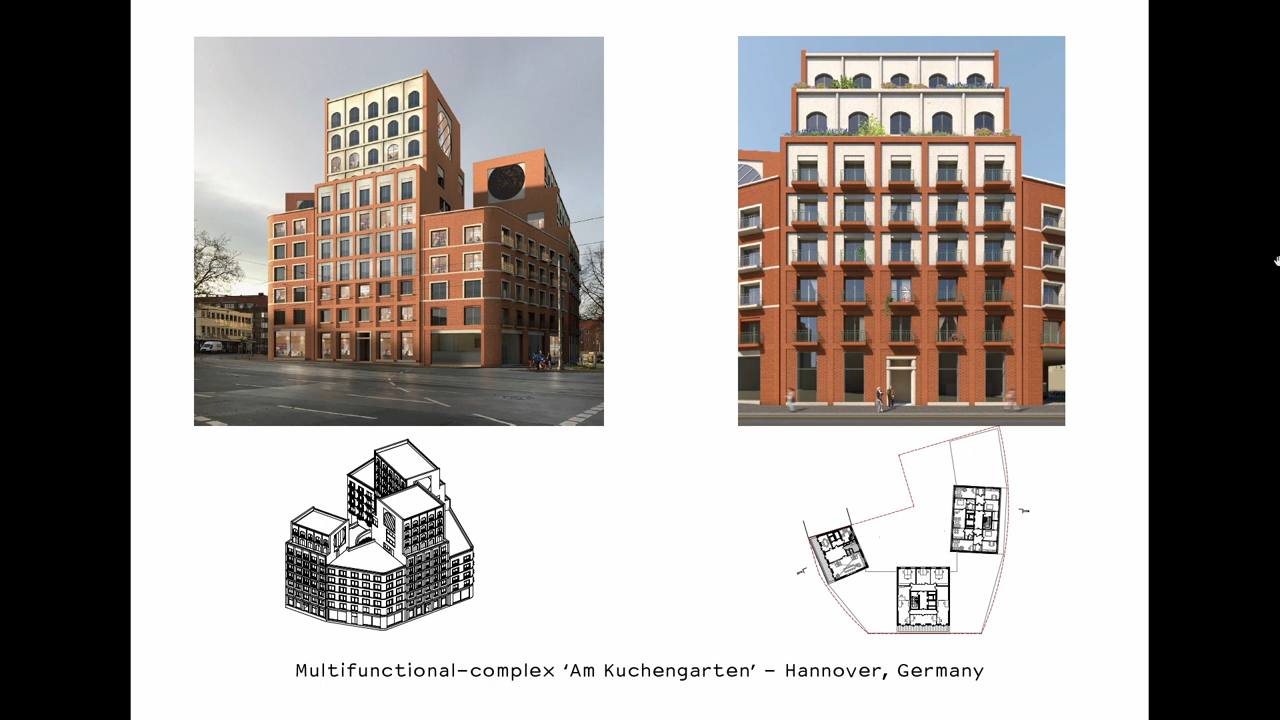 Multifunctional-complex ‘Am Kuchengarten’ - Hannover, Germany